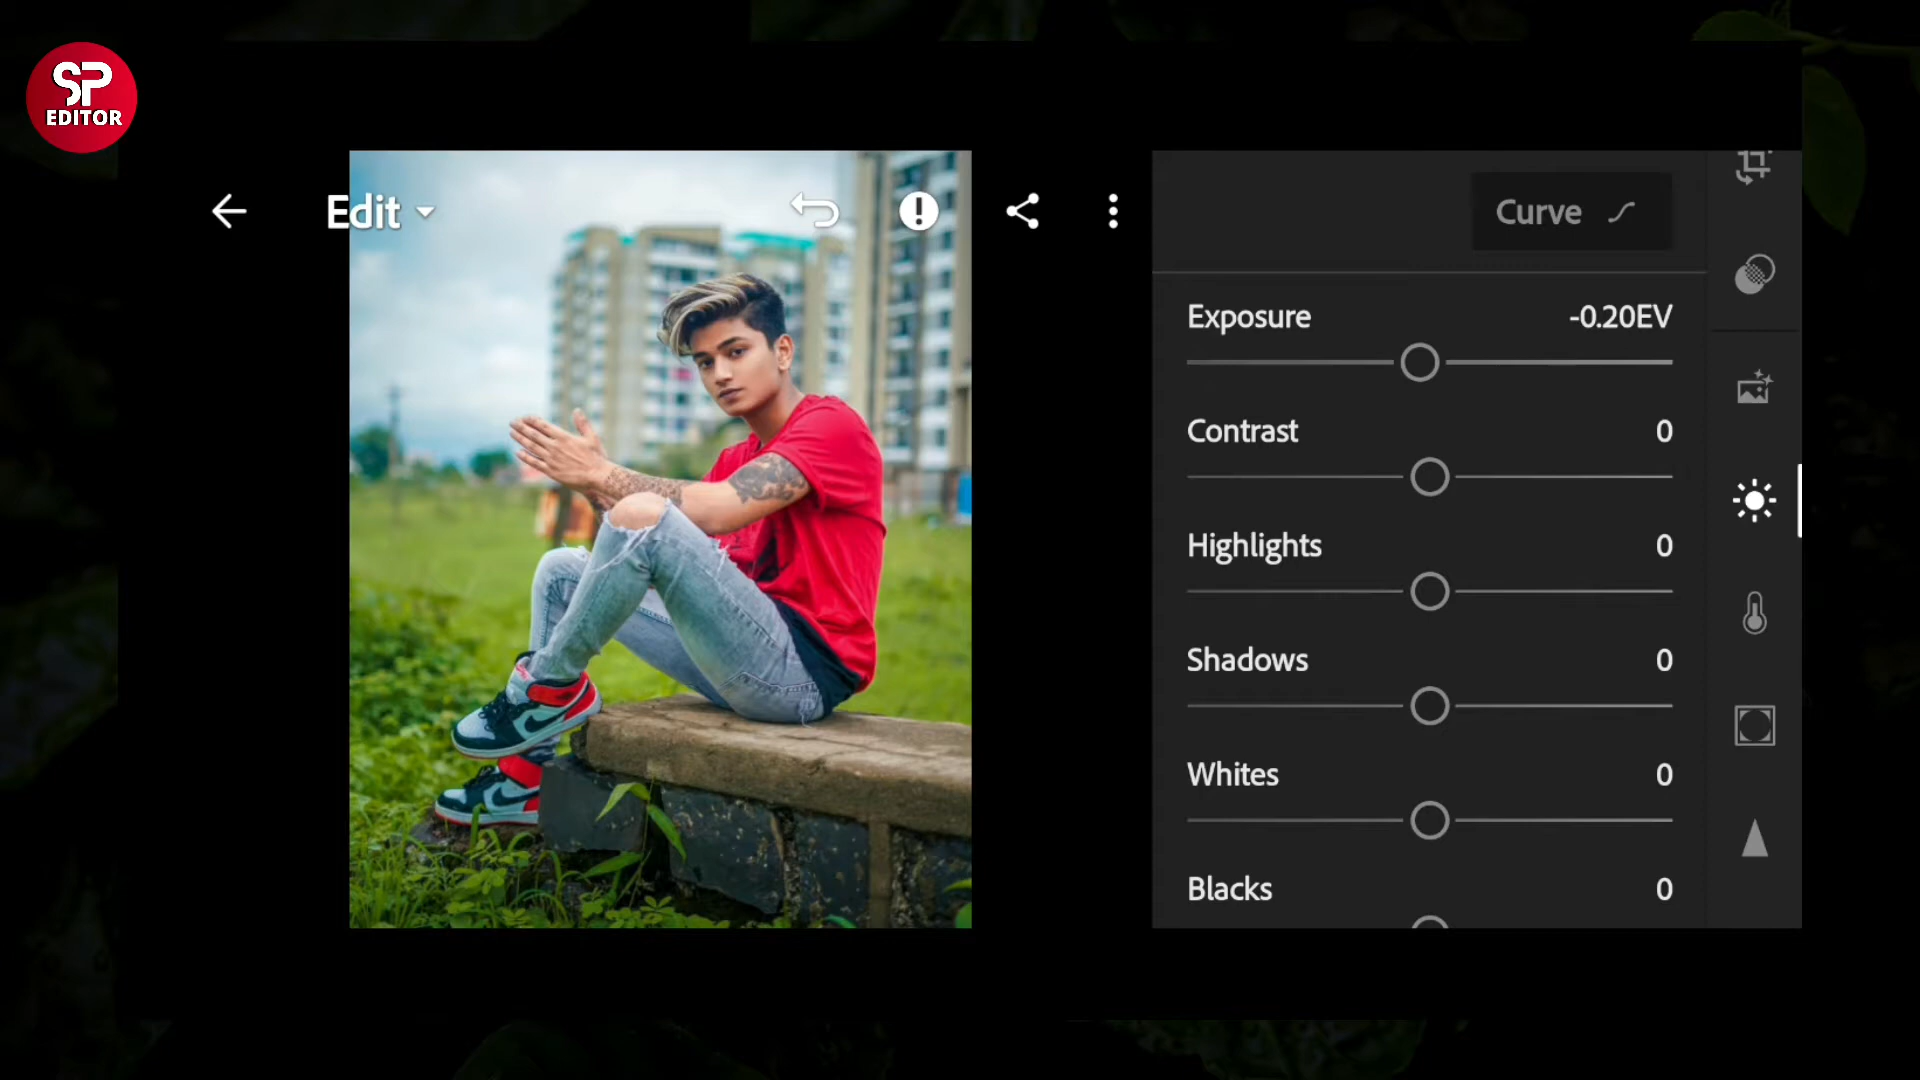 SP
EDITOR
Edit
Curve
Exposure -0.20EV
Contrast 0
Highlights 0
Shadows 0
Whites 0
Blacks 0